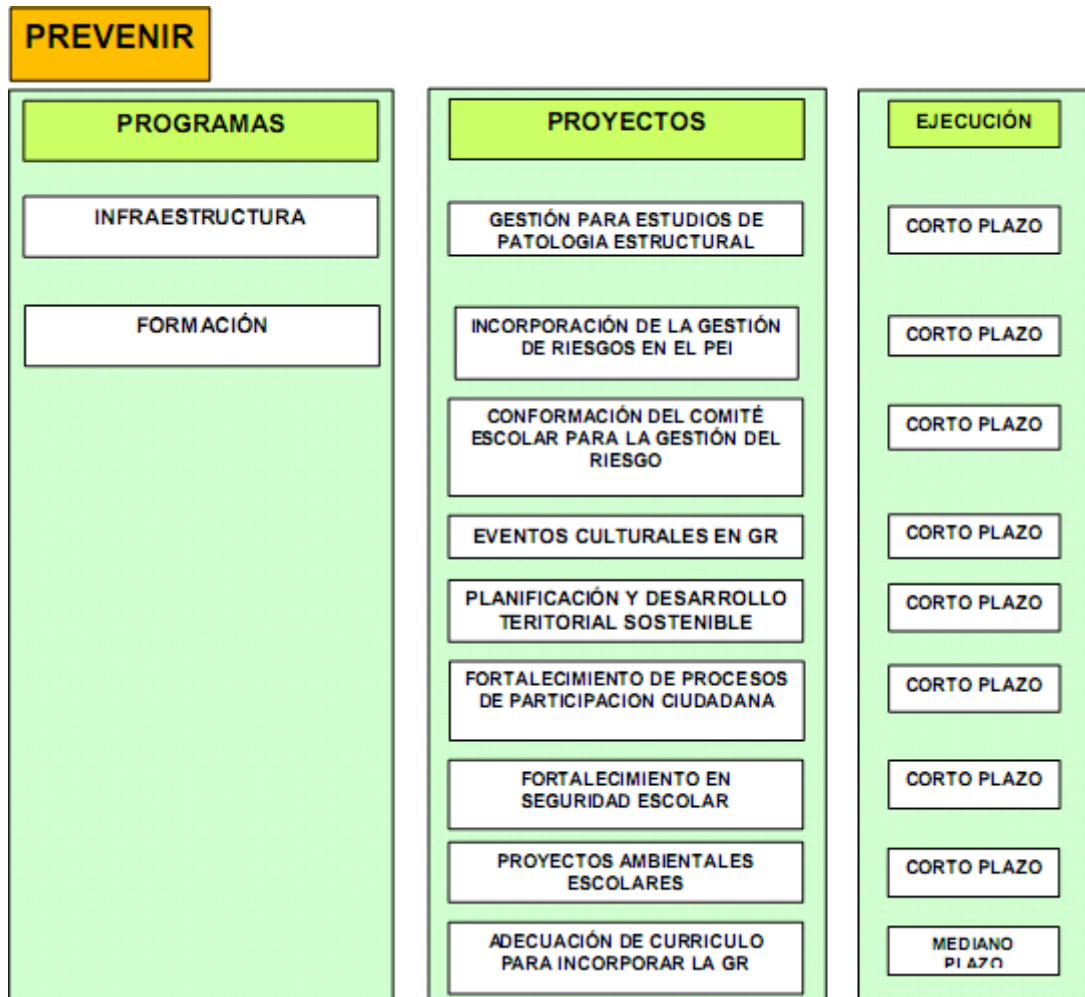 PREVENIR
PROGRAMAS
PROYECTOS
EJECUCIÓN
INFRAESTRUCTURA
GESTIÓN PARA ESTUDIOS DE
PATOLOGIA ESTRUCTURAL
CORTO PLAZO
FORMACIÓN
INCORPORACIÓN DE LA GESTIÓN
DE RIESGOS EN EL PEI
CORTO PLAZO
CONFORMACIÓN DEL COMITÉ
ESCOLAR PARA LA GESTIÓN DEL
RIESGO
CORTO PLAZO
EVENTOS CULTURALES EN GR
CORTO PLAZO
PLANIFICACIÓN Y DESARROLLO
TERITORIAL SOSTENIBLE
CORTO PLAZO
FORTALECIMIENTO DE PROCESOS
DE PARTICIPACION CIUDADANA
CORTO PLAZO
FORTALECIMIENTO EN
SEGURIDAD ESCOLAR
CORTO PLAZO
PROYECTOS AMBIENTALES
ESCOLARES
CORTO PLAZO
ADECUACIÓN DE CURRICULO
PARA INCORPORAR LA GR
MEDIANO
PLAZO